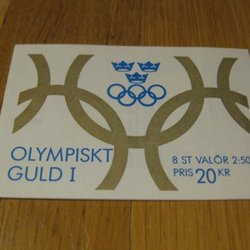 OLYMPISKT
GULD I
8 ST VALÖR 2:50
PRIS 20 KR